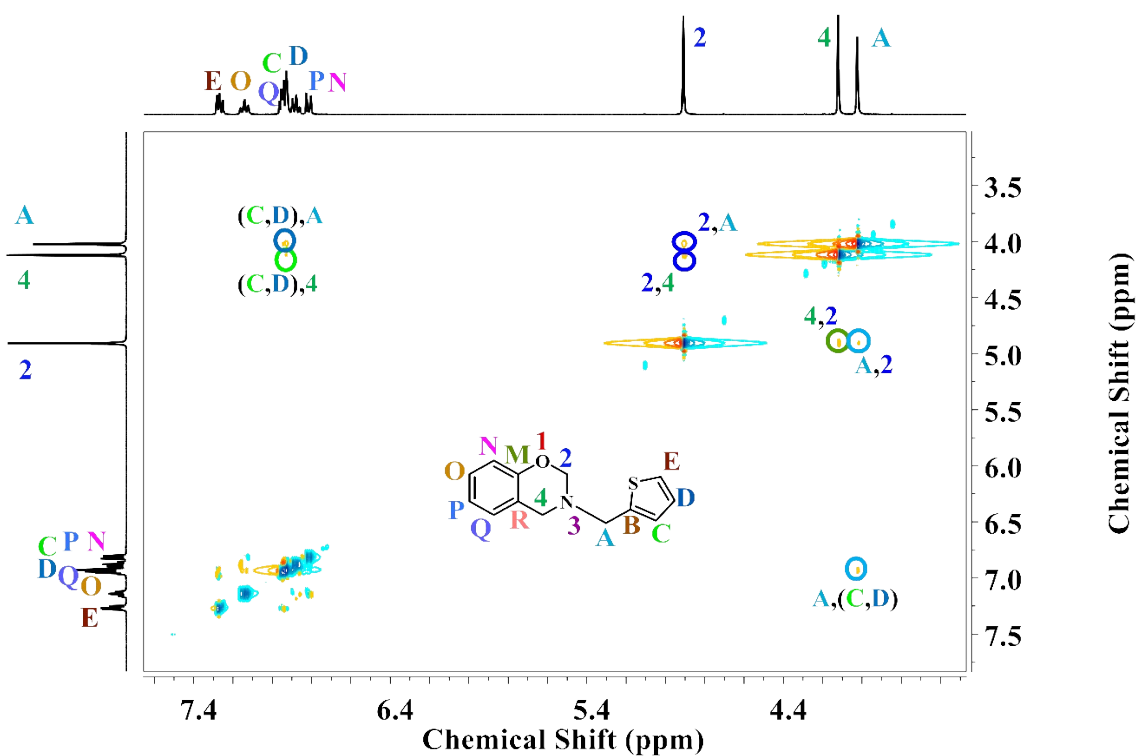 2
4
A
E
O
C
D
Q
P
N
A
4
2
C
P
N
D
Q
O
E
(C,D),A
(C,D),4
2,A
2,4
4,2
A,2
A,(C,D)
1
N
M
O
2
E
O
S
4
N
D
P
R
3
B
Q
A
C
3.5
4.0
4.5
5.0
5.5
6.0
6.5
7.0
7.5
Chemical Shift (ppm)
7.4
6.4
5.4
4.4
Chemical Shift (ppm)